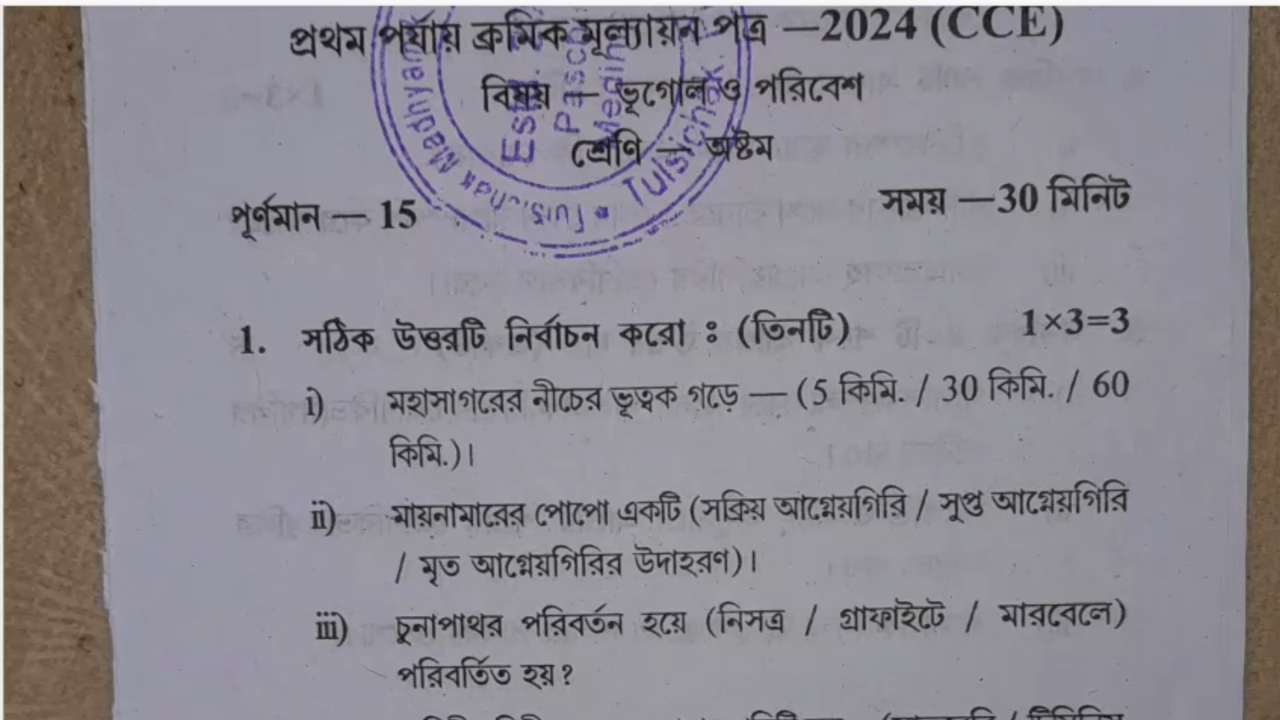 প্রথম পর্যায় ক্রমিক মূল্যায়ন পত্র —2024 (CCE)
বিষয় — ভূগোল ও পরিবেশ
শ্রেণি — অষ্টম
পূর্ণমান — 15
সময় —30 মিনিট
Madhyan
Tulsichak
1. সঠিক উত্তরটি নির্বাচন করো : (তিনটি) 1×3=3
i) মহাসাগরের নীচের ভূত্বক গড়ে — (5 কিমি. / 30 কিমি. / 60
কিমি.)।
ii) মায়নামারের পোপো একটি (সক্রিয় আগ্নেয়গিরি / সুপ্ত আগ্নেয়গিরি
/ মৃত আগ্নেয়গিরির উদাহরণ)।
iii) চুনাপাথর পরিবর্তন হয়ে (নিসত্র / গ্রাফাইটে / মারবেলে)
পরিবর্তিত হয়?